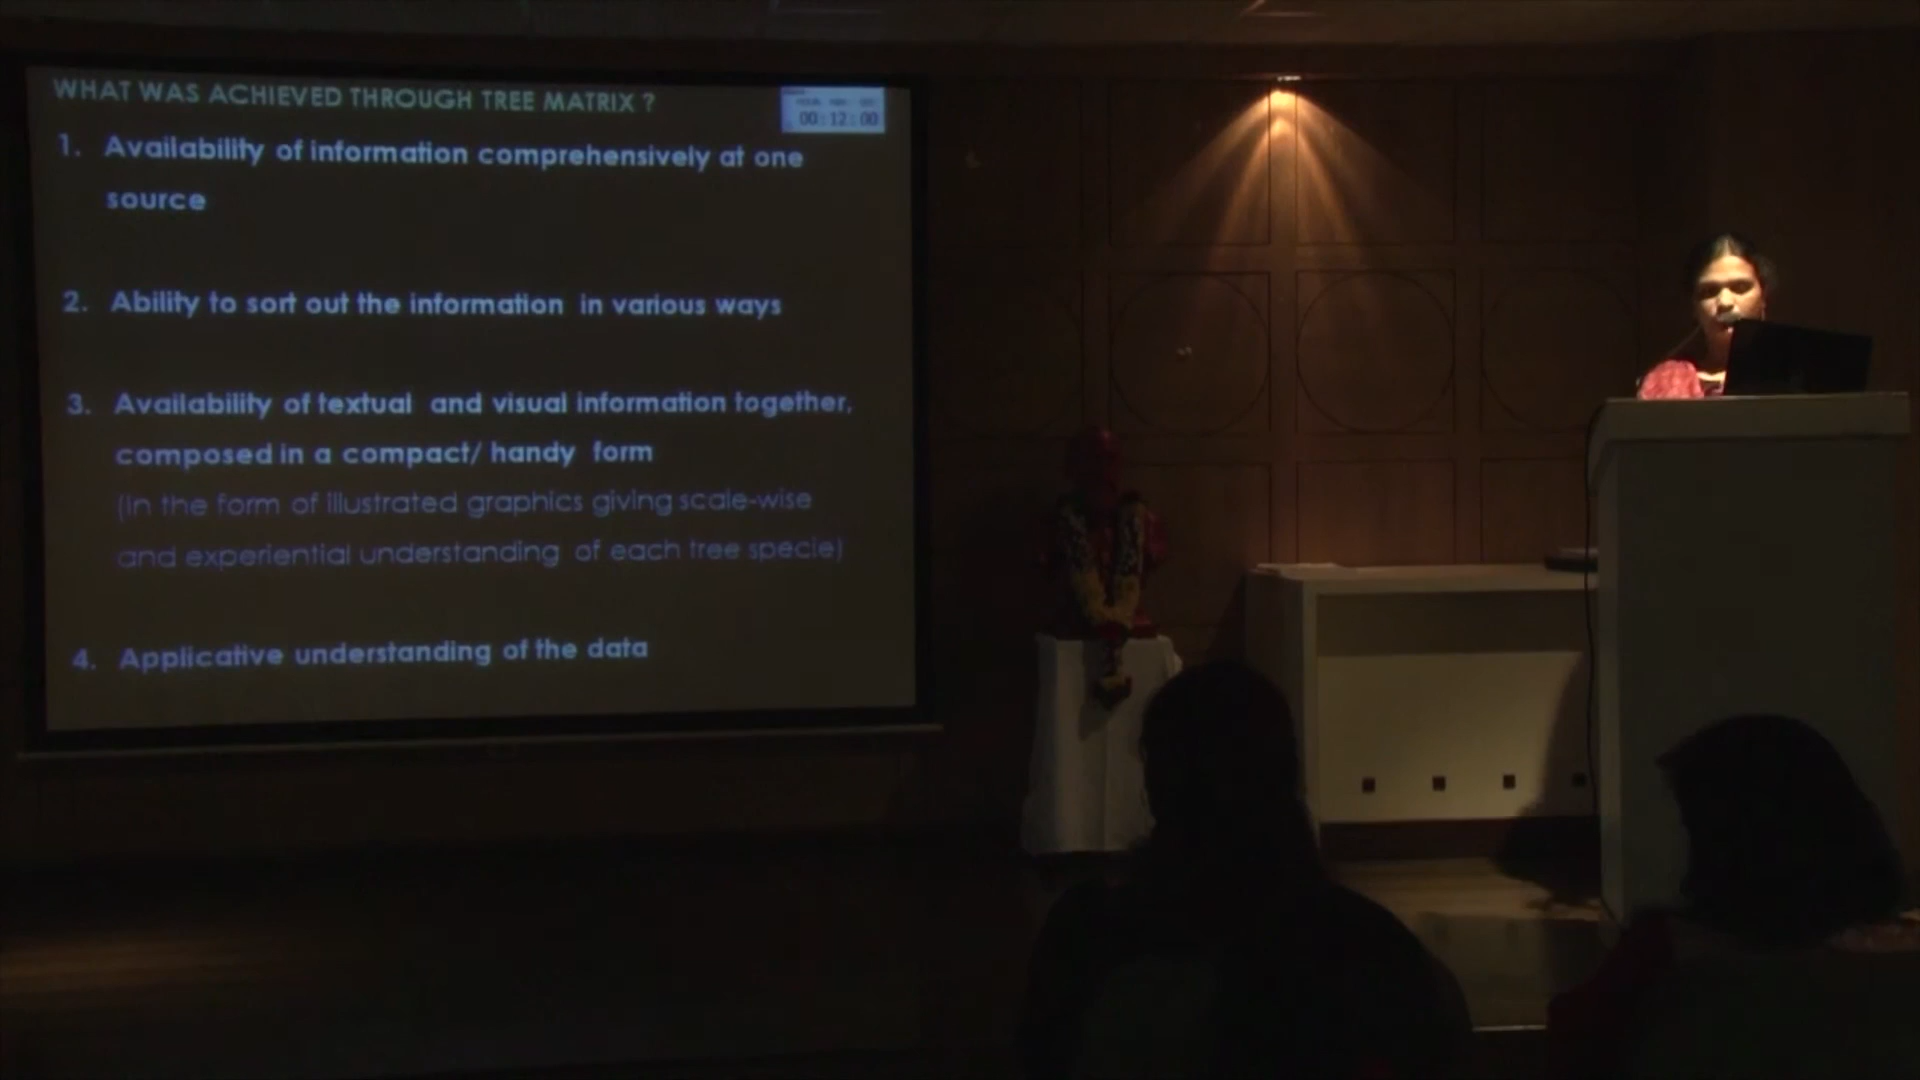 WHAT WAS ACHIEVED THROUGH TREE MATRIX ?
00:12:00
1. Availability of information comprehensively at one
source
2. Ability to sort out the information in various ways
3. Availability of textual and visual information together,
composed in a compact/ handy form
(in the form of illustrated graphics giving scale-wise
and experiential understanding of each tree specie)
4. Applicative understanding of the data